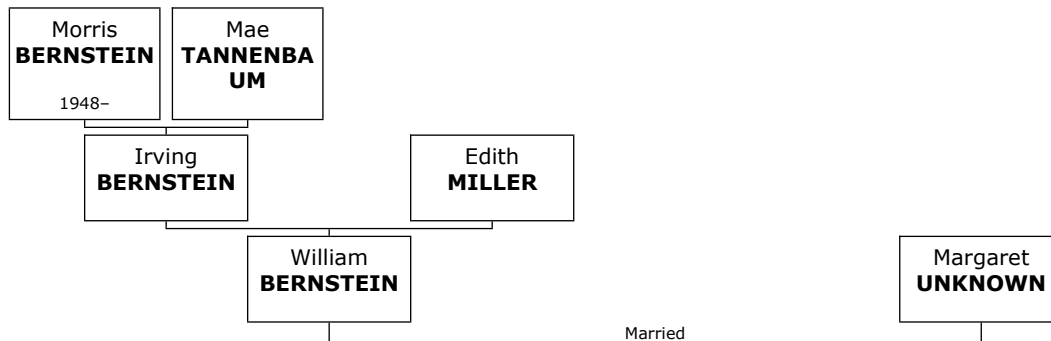 Morris
BERNSTEIN
1948–
Mae
TANNENBA
UM
Irving
BERNSTEIN
Edith
MILLER
William
BERNSTEIN
Margaret
UNKNOWN
Married